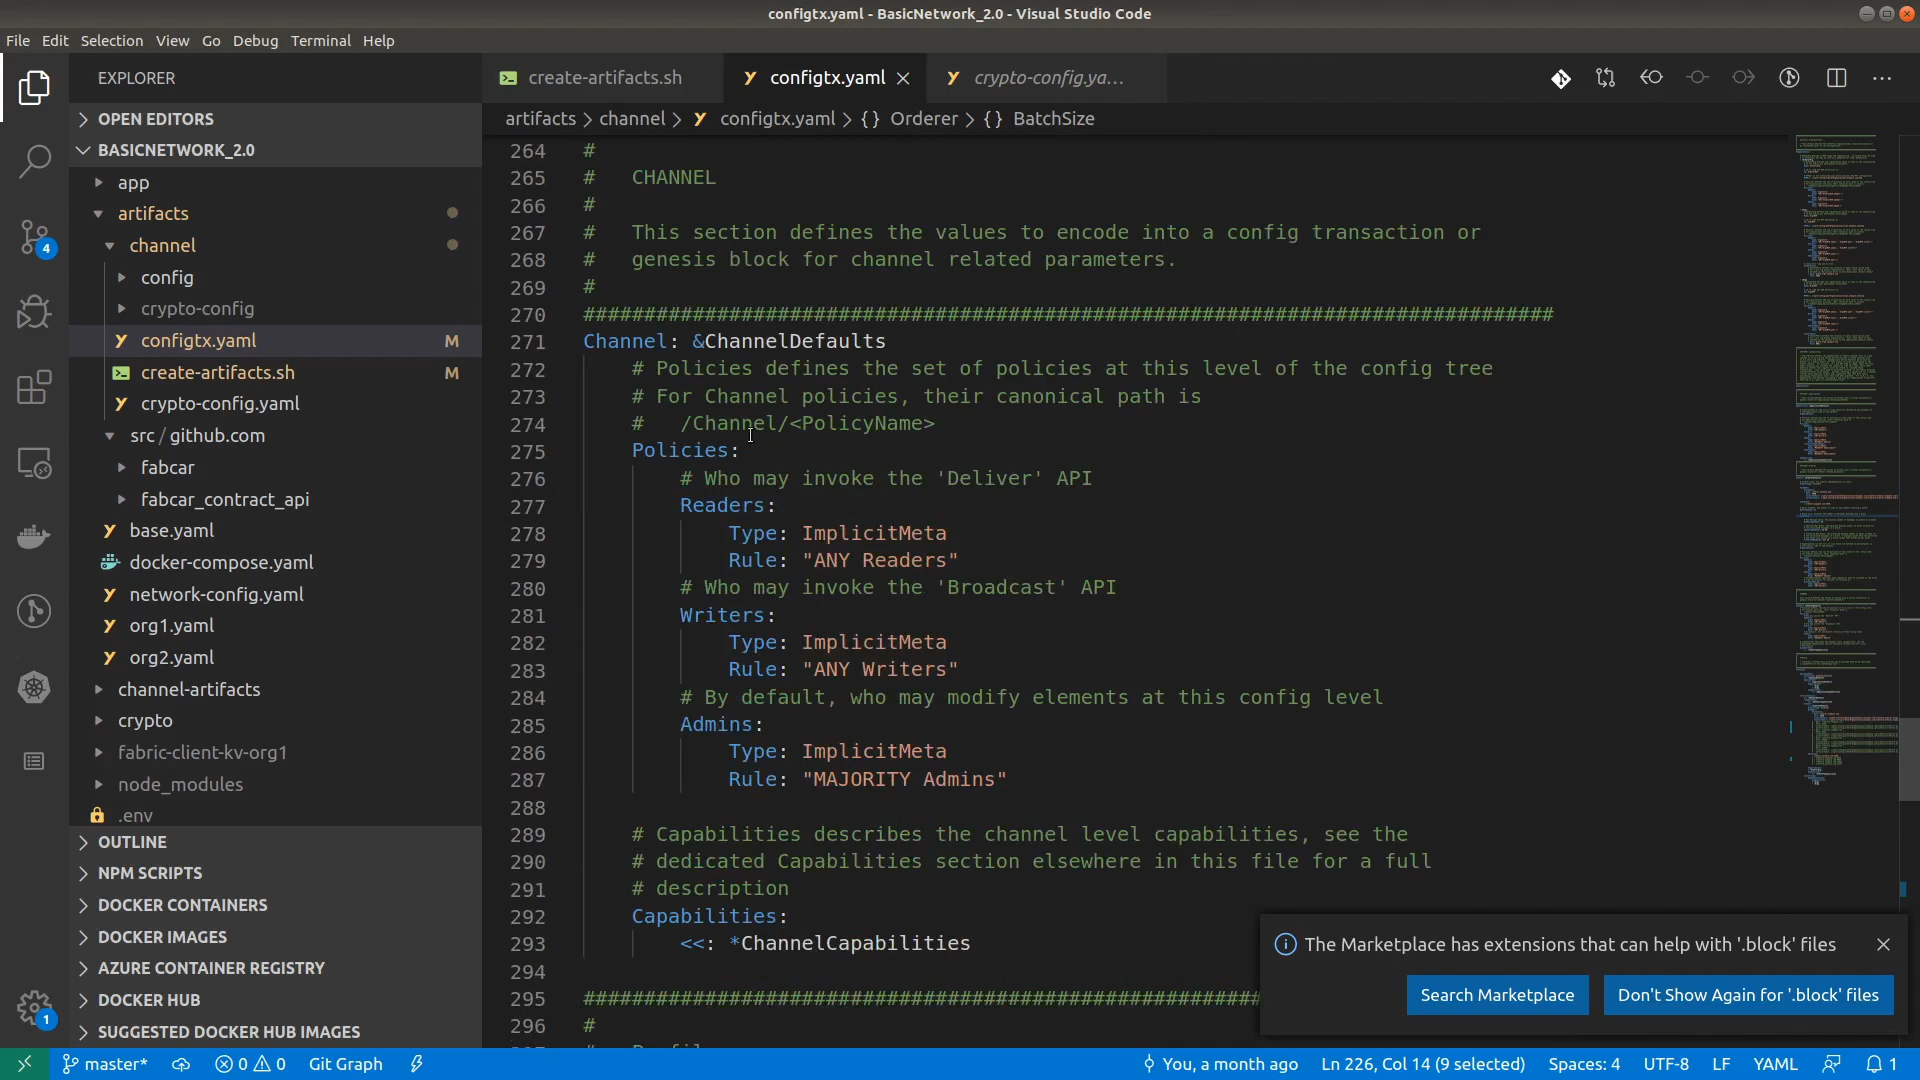 configtx.yaml - BasicNetwork_2.0 - Visual Studio Code
File Edit Selection View Go Debug Terminal Help
EXPLORER
OPEN EDITORS
BASICNETWORK_2.0
app
artifacts
channel
config
crypto-config
configtx.yaml M
create-artifacts.sh M
crypto-config.yaml
src / github.com
fabcar
fabcar_contract_api
base.yaml
docker-compose.yaml
network-config.yaml
org1.yaml
org2.yaml
channel-artifacts
crypto
fabric-client-kv-org1
node_modules
.env
OUTLINE
NPM SCRIPTS
DOCKER CONTAINERS
DOCKER IMAGES
AZURE CONTAINER REGISTRY
DOCKER HUB
SUGGESTED DOCKER HUB IMAGES
4
1
create-artifacts.sh configtx.yaml crypto-config.ya...
artifacts > channel > configtx.yaml > {} Orderer > {} BatchSize
264 #
265 # CHANNEL
266 #
267 # This section defines the values to encode into a config transaction or
268 # genesis block for channel related parameters.
269 #
270 ################################################################################
271 Channel: &ChannelDefaults
272 # Policies defines the set of policies at this level of the config tree
273 # For Channel policies, their canonical path is
274 # /Channel/<PolicyName>
275 Policies:
276 # Who may invoke the 'Deliver' API
277 Readers:
278 Type: ImplicitMeta
279 Rule: "ANY Readers"
280 # Who may invoke the 'Broadcast' API
281 Writers:
282 Type: ImplicitMeta
283 Rule: "ANY Writers"
284 # By default, who may modify elements at this config level
285 Admins:
286 Type: ImplicitMeta
287 Rule: "MAJORITY Admins"
288
289 # Capabilities describes the channel level capabilities, see the
290 # dedicated Capabilities section elsewhere in this file for a full
291 # description
292 Capabilities:
293 <<: *ChannelCapabilities
294
295 ########################################################
296 #
The Marketplace has extensions that can help with '.block' files
Search Marketplace Don't Show Again for '.block' files
master* 0 0 Git Graph You, a month ago Ln 226, Col 14 (9 selected) Spaces: 4 UTF-8 LF YAML 1